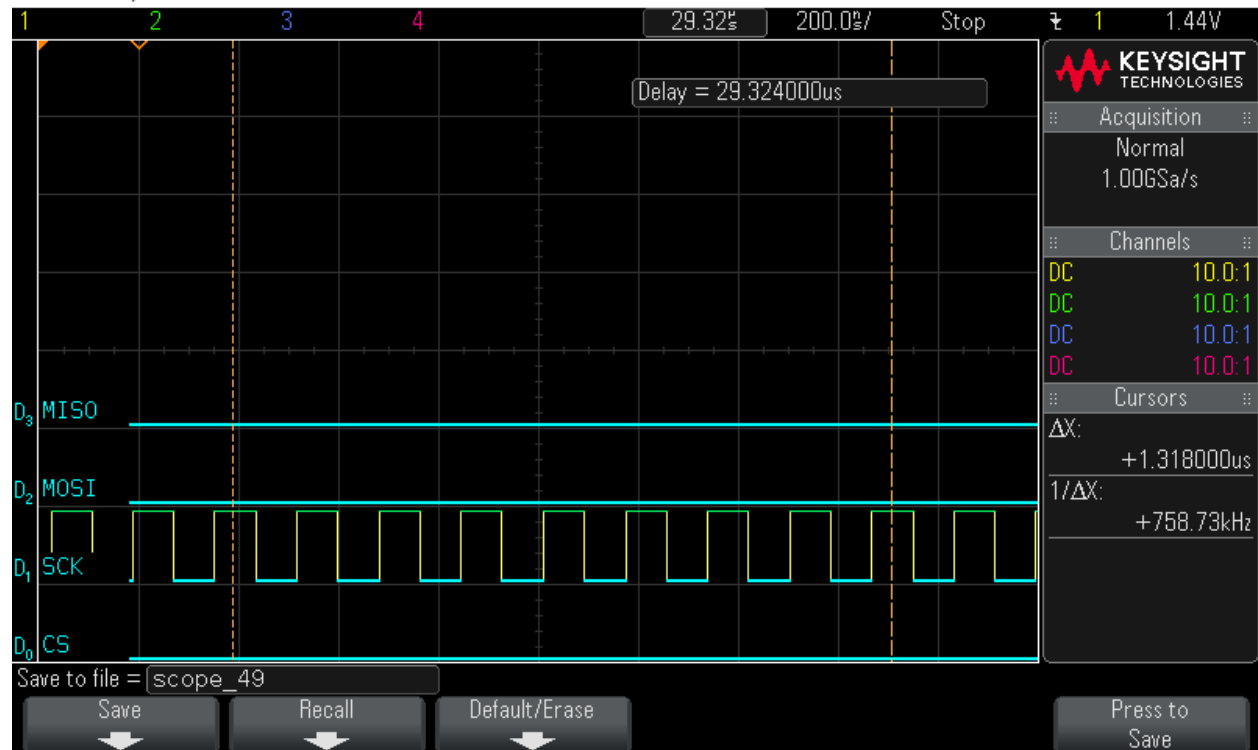 1 2 3 4 29.32µs 200.0ns/ Stop 1 1.44V
KEYSIGHT
TECHNOLOGIES
Delay = 29.324000us
Acquisition
Normal
1.00GSa/s
Channels
DC 10.0:1
DC 10.0:1
DC 10.0:1
DC 10.0:1
Cursors
ΔX:
+1.318000us
1/ΔX:
+758.73kHz
D3 MISO
D2 MOSI
D1 SCK
D0 CS
Save to file = scope_49
Save Recall Default/Erase Press to
Save